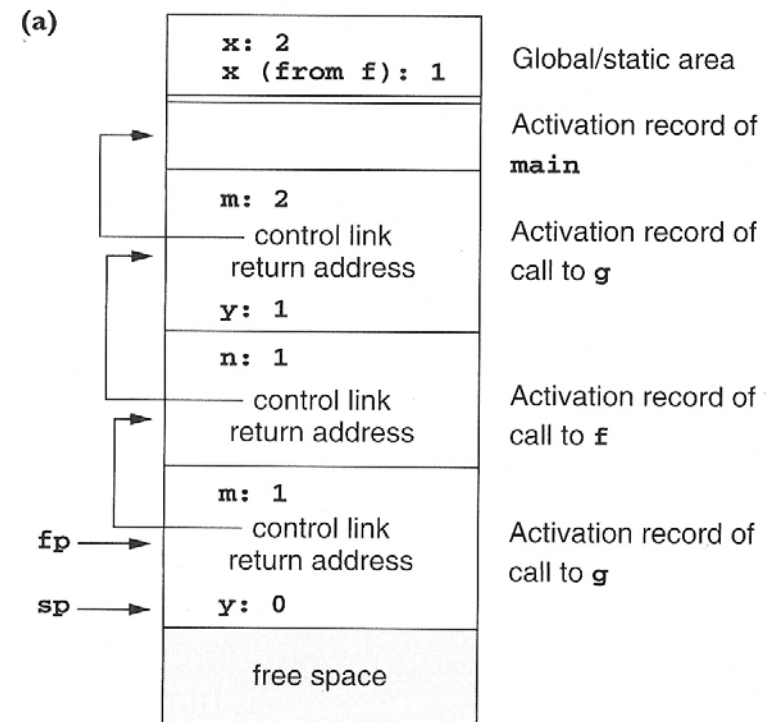 (a)
x: 2
x (from f): 1
Global/static area
Activation record of
main
m: 2
control link
return address
y: 1
Activation record of
call to g
n: 1
control link
return address
Activation record of
call to f
m: 1
control link
return address
fp
sp
y: 0
Activation record of
call to g
free space